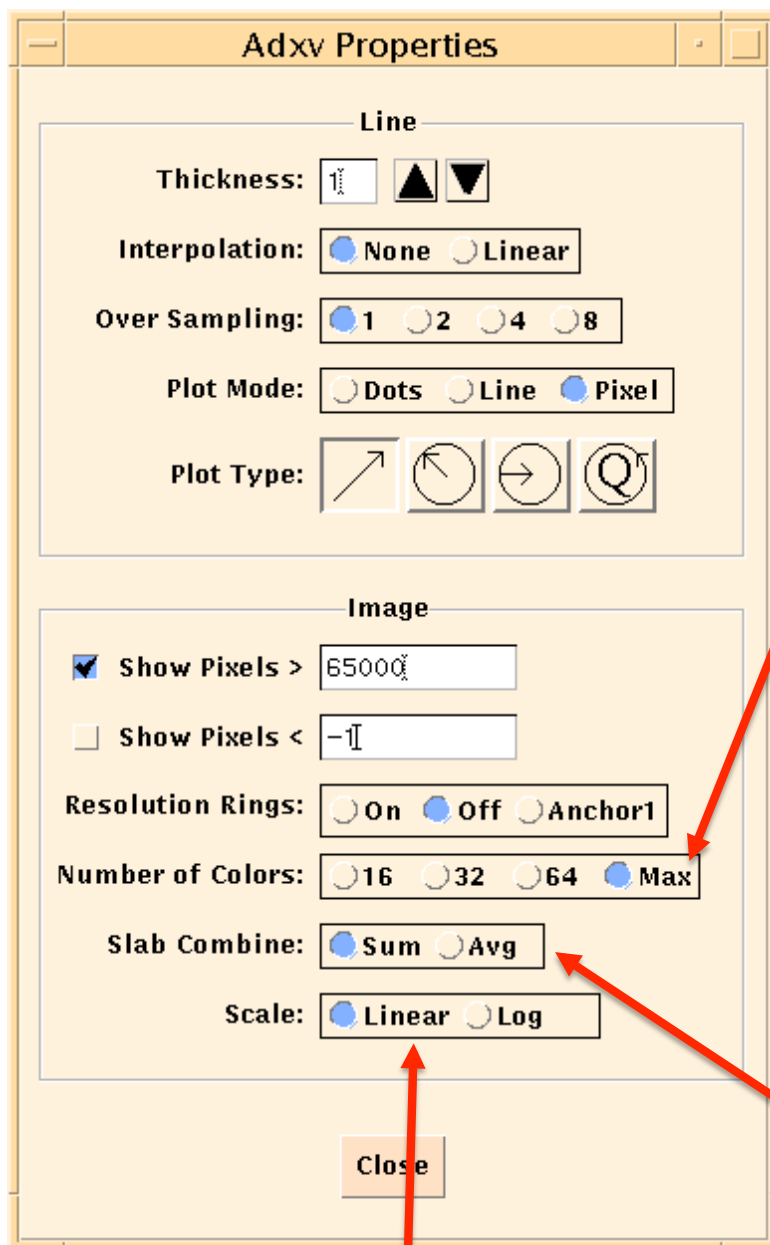 Adxv Properties
Line
Thickness: 1
Interpolation: None Linear
Over Sampling: 1 2 4 8
Plot Mode: Dots Line Pixel
Plot Type: Q
Image
Show Pixels > 65000
Show Pixels < -1
Resolution Rings: On Off Anchor1
Number of Colors: 16 32 64 Max
Slab Combine: Sum Avg
Scale: Linear Log
Close